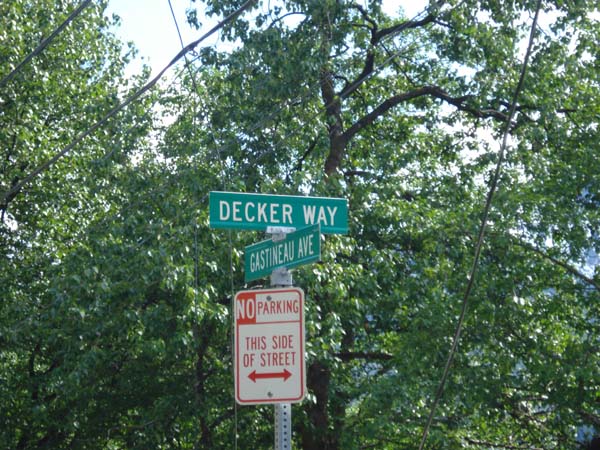 DECKER WAY
GASTINEAU AVE
NO PARKING
THIS SIDE
OF STREET